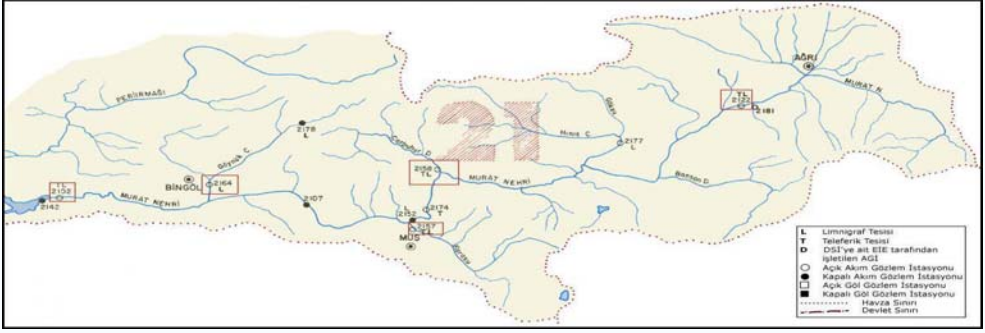 AĞRI
MURAT N.
TL
2122
2181
PERİIRMAĞI
21
2178
L
Göynük Ç.
Hınıs Ç.
2177
L
2158
TL
MURAT NEHRİ
BİNGÖL
2164
L
TL
2102
2142
MURAT NEHRİ
2107
L
2152
2174
T
2157
MUŞ
Karasu
L Limnigraf Tesisi
T Teleferik Tesisi
D DSİ'ye ait EİE tarafından
işletilen AGİ
Açık Akım Gözlem İstasyonu
Kapalı Akım Gözlem İstasyonu
Açık Göl Gözlem İstasyonu
Kapalı Göl Gözlem İstasyonu
Havza Sınırı
Devlet Sınırı